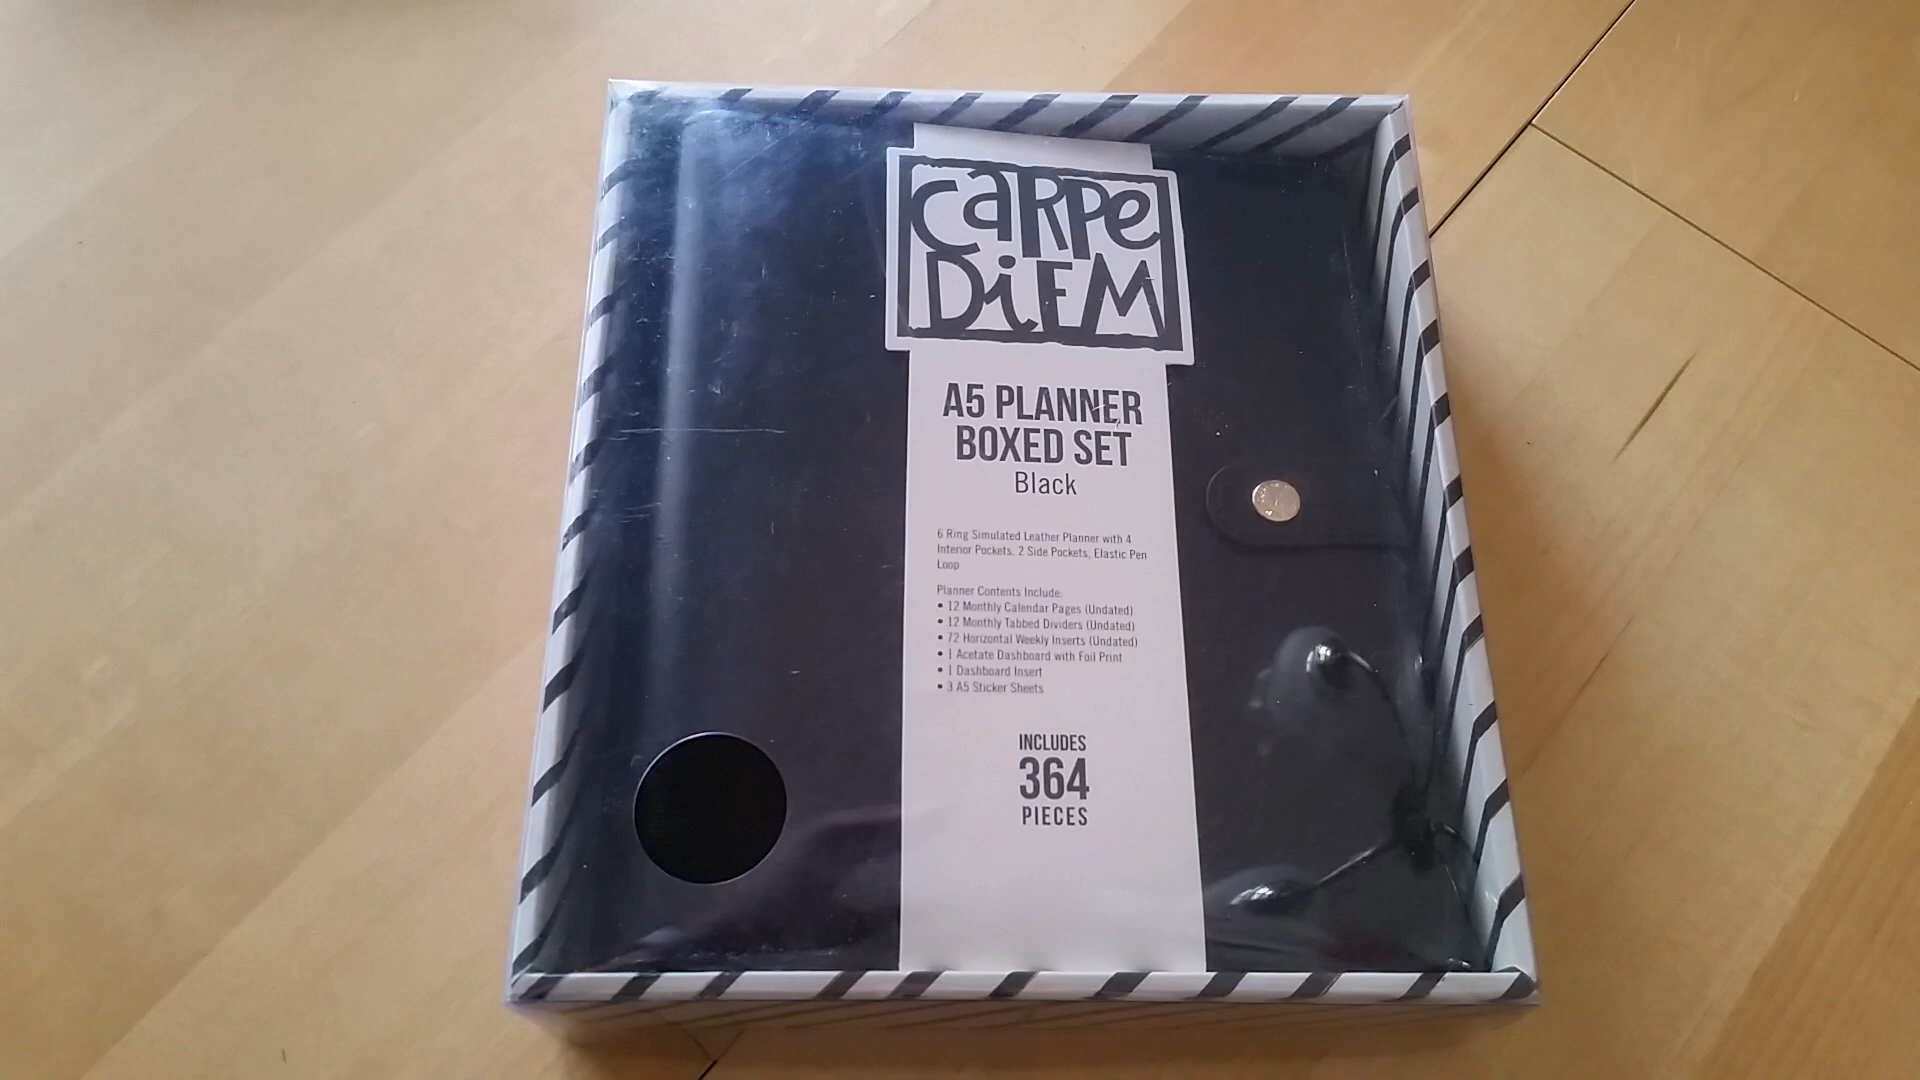 CaRPe
DiEM
A5 PLANNER
BOXED SET
Black
6 Ring Simulated Leather Planner with 4
Interior Pockets, 2 Side Pockets, Elastic Pen
Loop
Planner Contents Include:
• 12 Monthly Calendar Pages (Undated)
• 12 Monthly Tabbed Dividers (Undated)
• 72 Horizontal Weekly Inserts (Undated)
• 1 Acetate Dashboard with Foil Print
• 1 Dashboard Insert
• 3 A5 Sticker Sheets
INCLUDES
364
PIECES